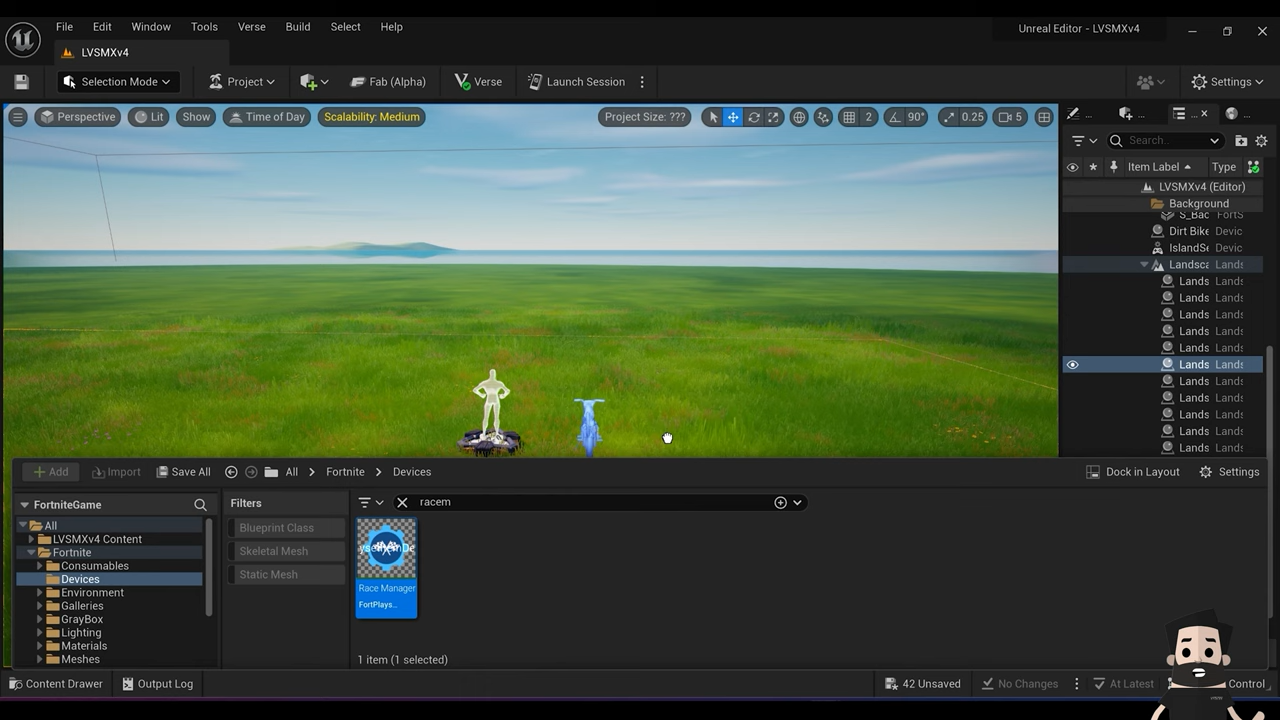 File Edit Window Tools Verse Build Select Help
Unreal Editor - LVSMXv4
LVSMXv4
Selection Mode Project Fab (Alpha) Verse Launch Session Settings
Perspective Lit Show Time of Day Scalability: Medium Project Size: ??? 2 90° 0.25 5
Search...
Item Label Type
LVSMXv4 (Editor)
Background
S_Bac FortS
Dirt Bike Devic
IslandSe Devic
Landsca Lands
Lands Lands
Lands Lands
Lands Lands
Lands Lands
Lands Lands
Lands Lands
Lands Lands
Lands Lands
Lands Lands
Lands Lands
Lands Lands
Add Import Save All All Fortnite Devices Dock in Layout Settings
FortniteGame
All
LVSMXv4 Content
Fortnite
Consumables
Devices
Environment
Galleries
GrayBox
Lighting
Materials
Meshes
Filters
Blueprint Class
Skeletal Mesh
Static Mesh
racem
Race Manager
FortPlays...
1 item (1 selected)
Content Drawer Output Log 42 Unsaved No Changes At Latest Control